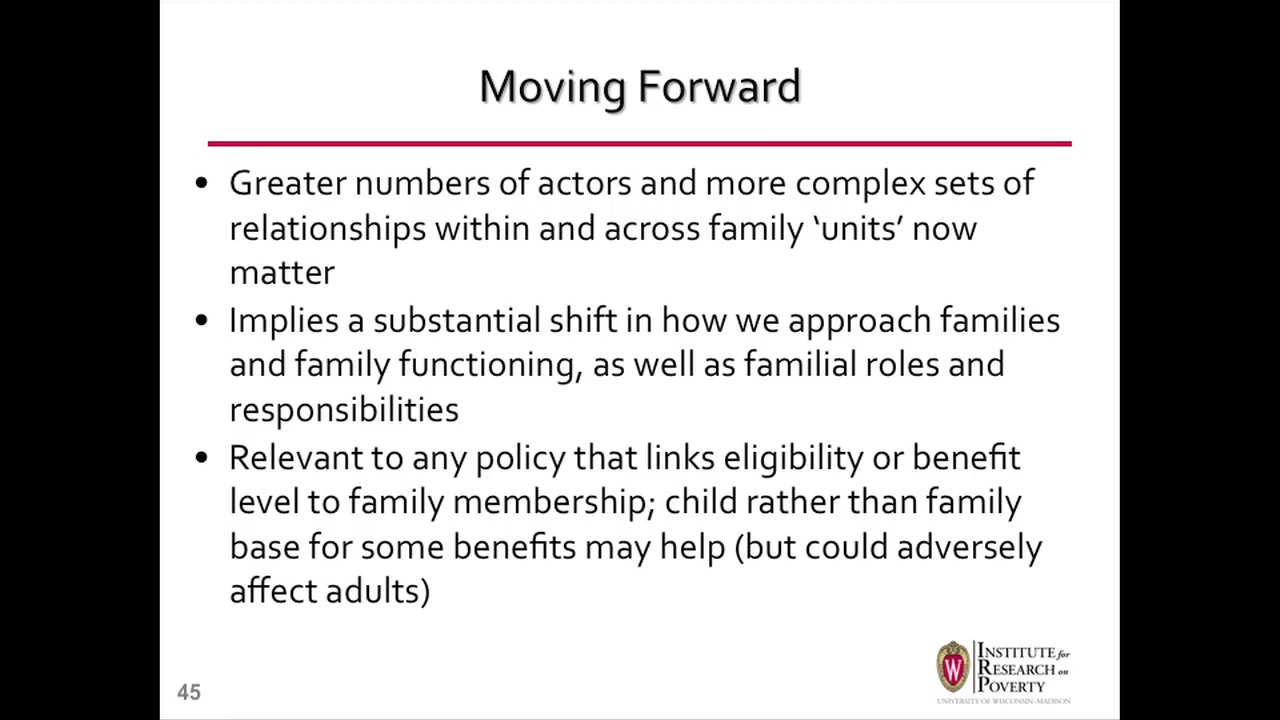 Moving Forward
• Greater numbers of actors and more complex sets of
relationships within and across family ‘units’ now
matter
• Implies a substantial shift in how we approach families
and family functioning, as well as familial roles and
responsibilities
• Relevant to any policy that links eligibility or benefit
level to family membership; child rather than family
base for some benefits may help (but could adversely
affect adults)
45
W
INSTITUTE for
RESEARCH on
POVERTY
UNIVERSITY OF WISCONSIN–MADISON